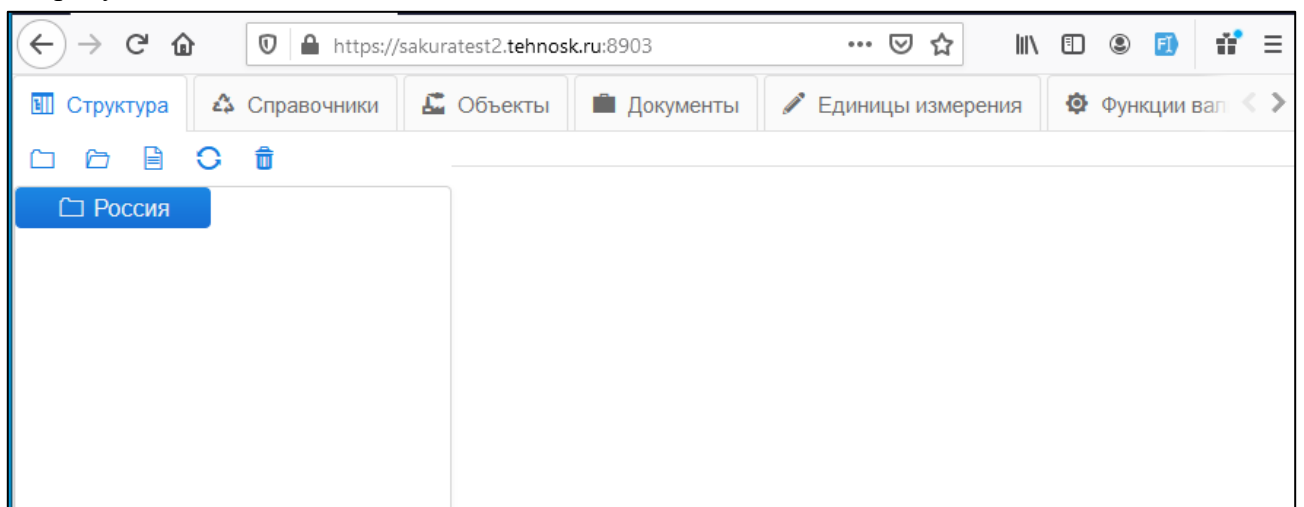 https://sakuratest2.tehnosk.ru:8903
Структура Справочники Объекты Документы Единицы измерения Функции вал
Россия